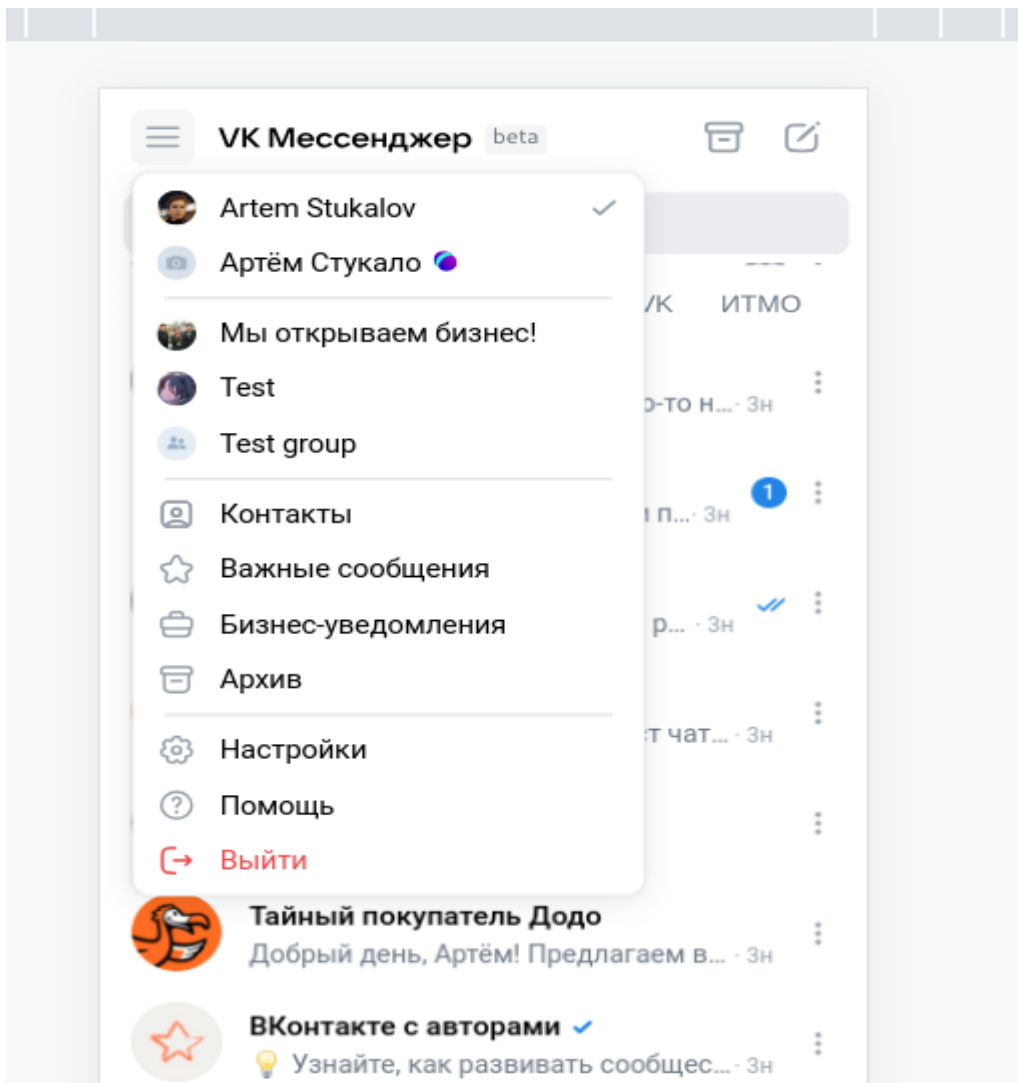 VK Мессенджер beta
Artem Stukalov
Артём Стукало
ИТМО
Мы открываем бизнес!
Test
о-то н... · 3н
Test group
1
Контакты
п... · 3н
Важные сообщения
Бизнес-уведомления
р... · 3н
Архив
т чат... · 3н
Настройки
Помощь
Выйти
Тайный покупатель Додо
Добрый день, Артём! Предлагаем в... · 3н
ВКонтакте с авторами
Узнайте, как развивать сообщес... · 3н